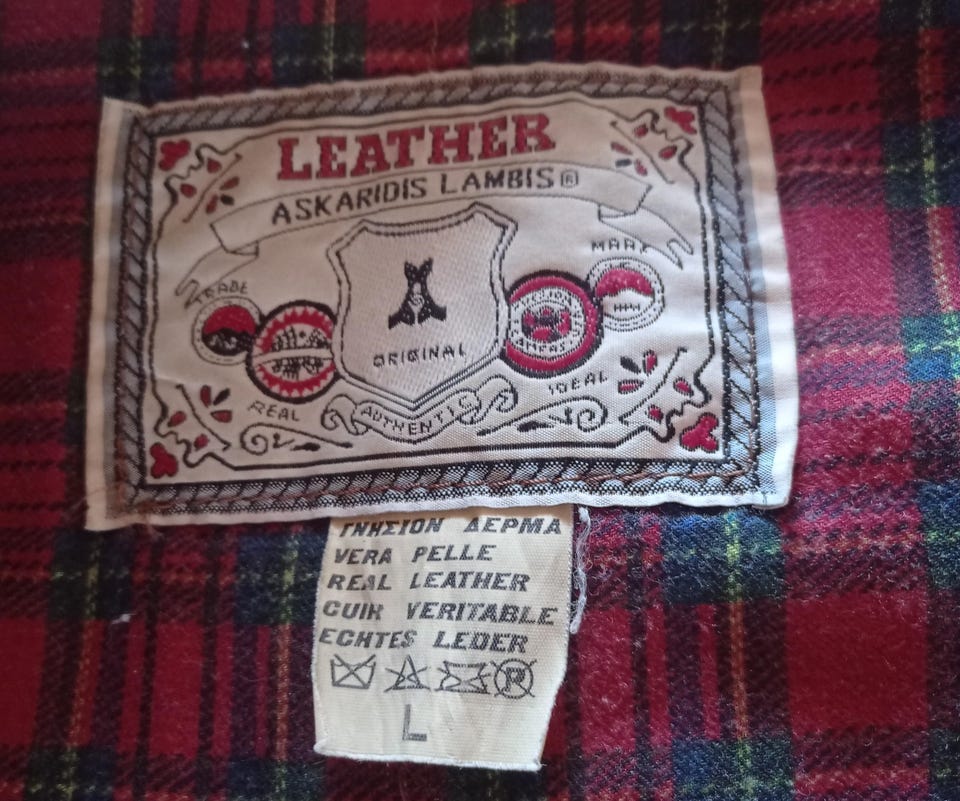 LEATHER
ASKARIDIS LAMBIS®
TRADE
MARK
ORIGINAL
REAL
AUTHENTIC
IDEAL
ΓΝΗΣΙΟΝ ΔΕΡΜΑ
VERA PELLE
REAL LEATHER
CUIR VERITABLE
ECHTES LEDER
P
L